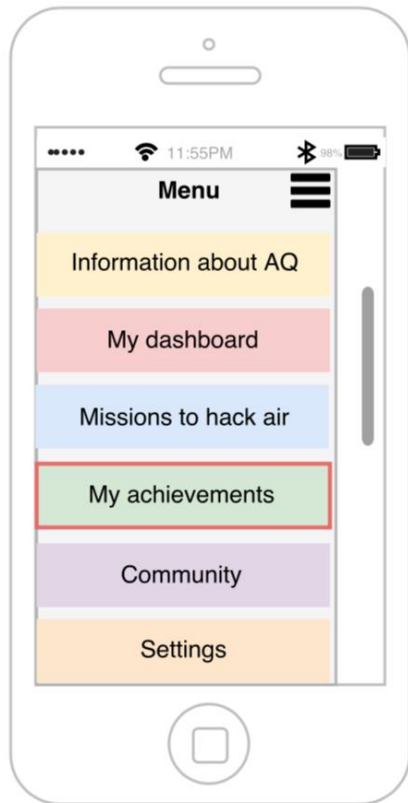 11:55PM 98%
Menu
Information about AQ
My dashboard
Missions to hack air
My achievements
Community
Settings